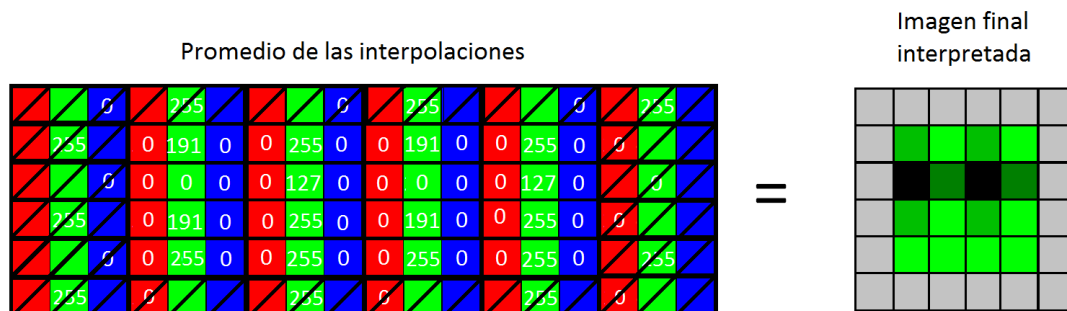 Imagen final
interpretada
Promedio de las interpolaciones
0 255 0 255 0 255
255 0 191 0 0 255 0 0 191 0 0 255 0 0
0 0 0 0 0 127 0 0 0 0 0 127 0 0
255 0 191 0 0 255 0 0 191 0 0 255 0 0
0 0 255 0 0 255 0 0 255 0 0 255 0 255
255 0 255 0 255 0
=